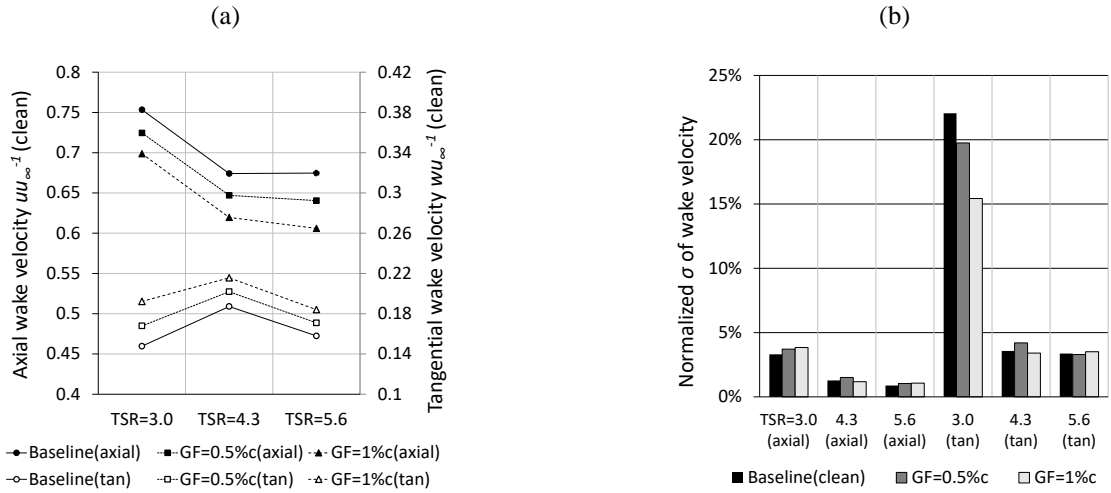 (a)
(b)
Axial wake velocity uu∞⁻¹ (clean)
0.8
0.75
0.7
0.65
0.6
0.55
0.5
0.45
0.4
0.42
0.38
0.34
0.3
0.26
0.22
0.18
0.14
0.1
Tangential wake velocity wu∞⁻¹ (clean)
TSR=3.0 TSR=4.3 TSR=5.6
Baseline(axial) GF=0.5%c(axial) GF=1%c(axial)
Baseline(tan) GF=0.5%c(tan) GF=1%c(tan)
Normalized σ of wake velocity
25%
20%
15%
10%
5%
0%
TSR=3.0 4.3 5.6 3.0 4.3 5.6
(axial) (axial) (axial) (tan) (tan) (tan)
Baseline(clean) GF=0.5%c GF=1%c